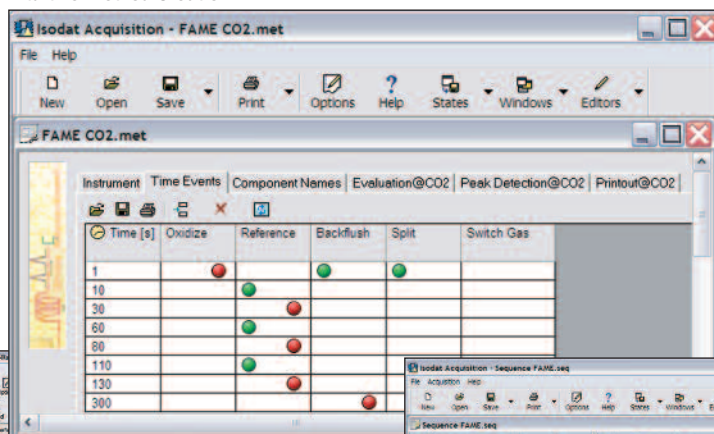 Isodat Acquisition - FAME CO2.met
File Help
New Open Save Print Options Help States Windows Editors
FAME CO2.met
Instrument Time Events Component Names Evaluation@CO2 Peak Detection@CO2 Printout@CO2
Time [s] Oxidize Reference Backflush Split Switch Gas
1
10
30
60
80
110
130
300
Isodat Acquisition - Sequence FAME.seq
File Acquisition Help
New Open Save Print Options Help States Windows
Sequence FAME.seq